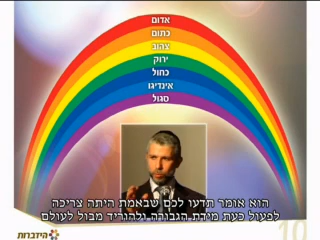 אדום
כתום
צהוב
ירוק
כחול
אינדיגו
סגול
הוא אומר תדעו לכם שבאמת היתה צריכה
לפעול כעת מידת הגבורה ולהוריד מבול לעולם
הידברות
10